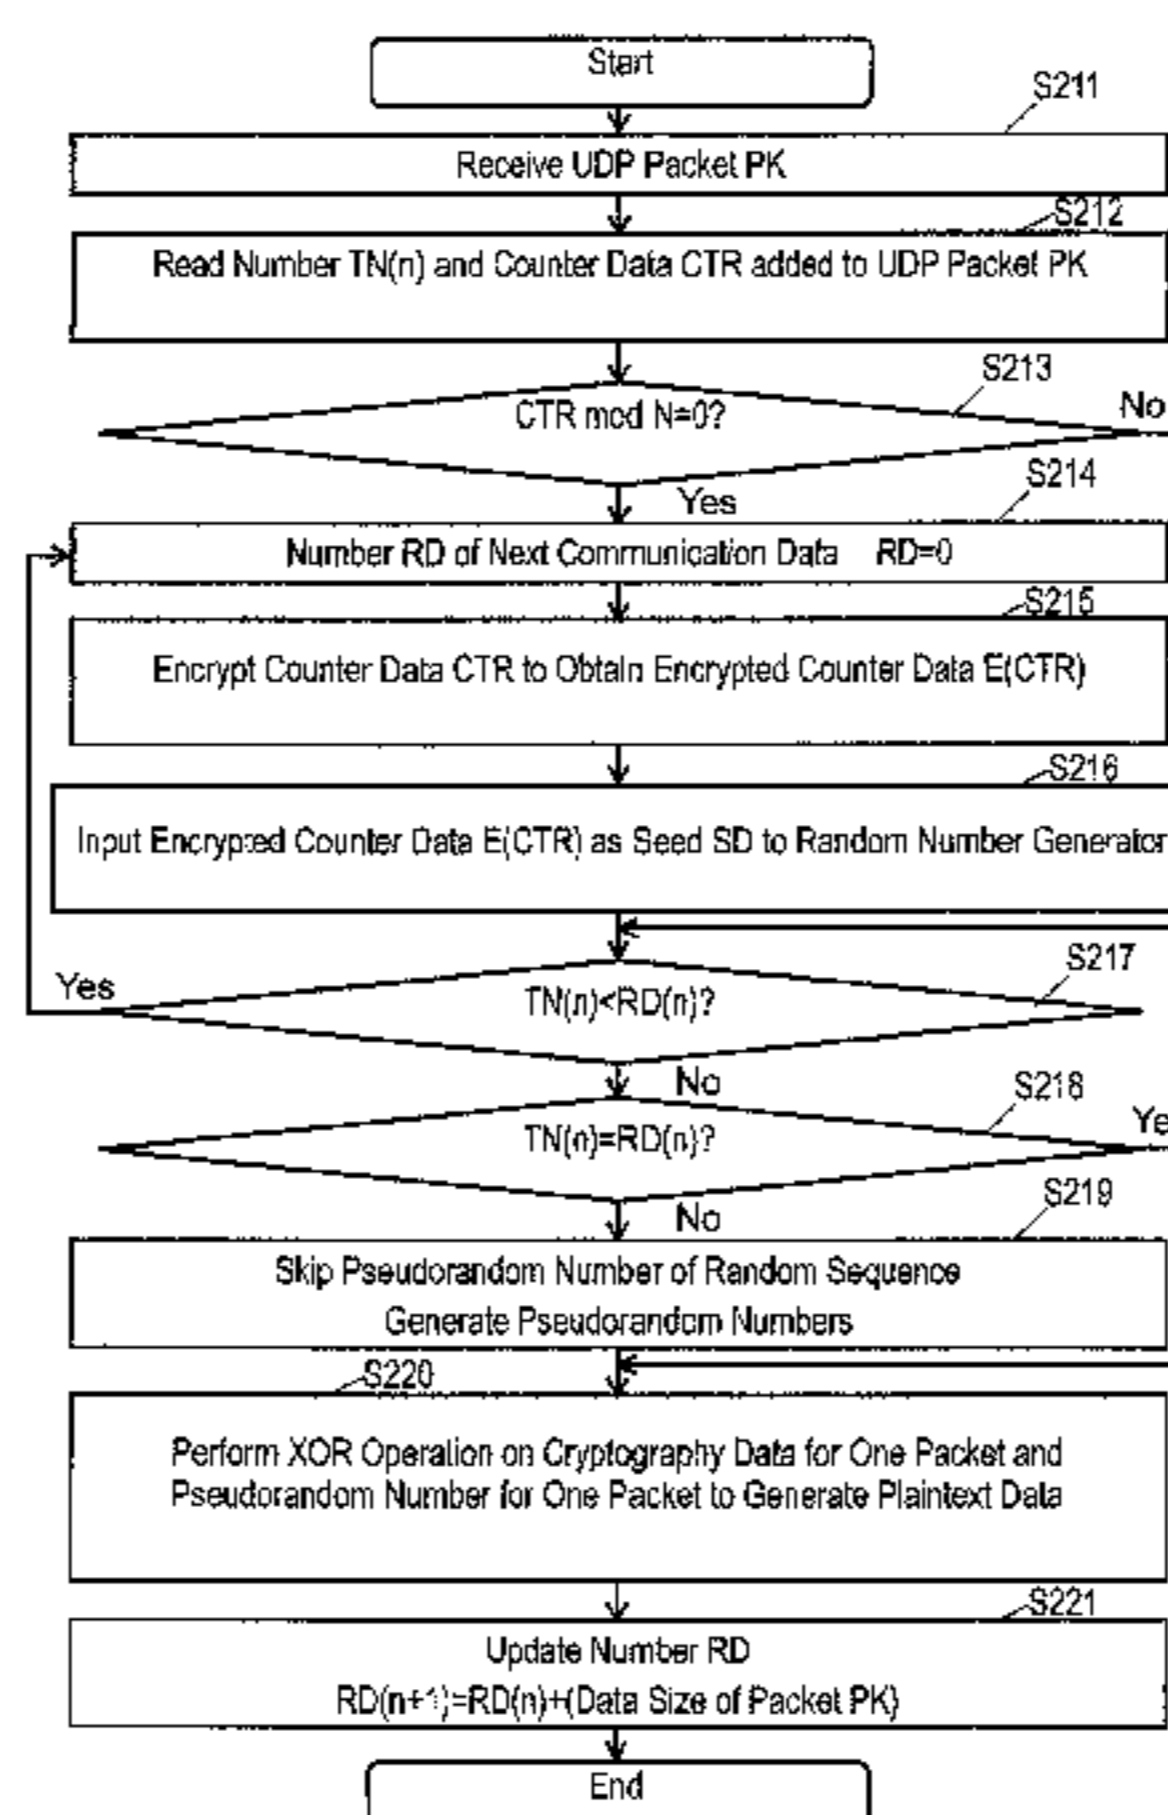 Start
S211
Receive UDP Packet PK
S212
Read Number TN(n) and Counter Data CTR added to UDP Packet PK
S213
CTR mod N=0?
No
S214
Yes
Number RD of Next Communication Data RD=0
S215
Encrypt Counter Data CTR to Obtain Encrypted Counter Data E(CTR)
S216
Input Encrypted Counter Data E(CTR) as Seed SD to Random Number Generator
S217
Yes
TN(n)<RD(n)?
No
S218
Ye
TN(n)=RD(n)?
S219
No
Skip Pseudorandom Number of Random Sequence
Generate Pseudorandom Numbers
S220
Perform XOR Operation on Cryptography Data for One Packet and
Pseudorandom Number for One Packet to Generate Plaintext Data
S221
Update Number RD
RD(n+1)=RD(n)+(Data Size of Packet PK)
End